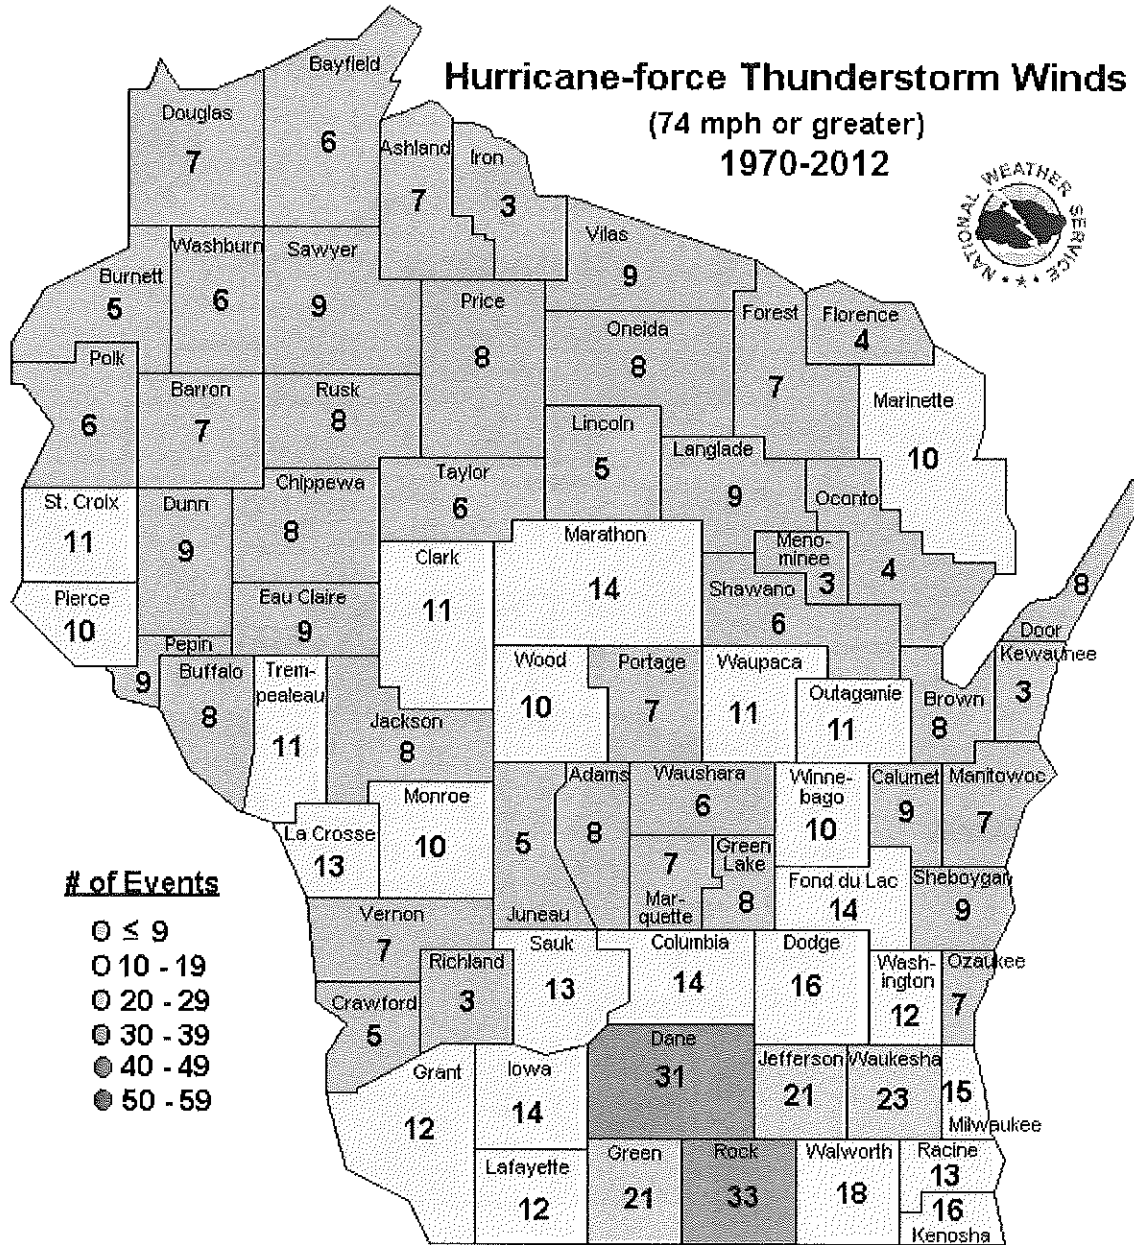 Hurricane-force Thunderstorm Winds
(74 mph or greater)
1970-2012
NATIONAL WEATHER SERVICE
Bayfield
6
Douglas
7
Ashland
7
Iron
3
Vilas
9
Washburn
6
Sawyer
9
Burnett
5
Price
8
Oneida
8
Forest
7
Florence
4
Polk
6
Barron
7
Rusk
8
Lincoln
5
Marinette
10
Langlade
9
Taylor
6
Chippewa
8
St. Croix
11
Dunn
9
Oconto
4
Marathon
14
Clark
11
Meno-
minee
3
Shawano
6
Pierce
10
Eau Claire
9
Door
8
Pepin
9
Buffalo
8
Trem-
pealeau
11
Jackson
8
Wood
10
Portage
7
Waupaca
11
Outagamie
11
Brown
8
Kewaunee
3
Monroe
10
La Crosse
13
Juneau
5
Adams
8
Waushara
6
Winne-
bago
10
Calumet
9
Manitowoc
7
7
Mar-
quette
Green
Lake
8
Fond du Lac
14
Sheboygan
9
Vernon
7
Richland
3
Sauk
13
Columbia
14
Dodge
16
Wash-
ington
12
Ozaukee
7
Crawford
5
Grant
12
Iowa
14
Dane
31
Jefferson
21
Waukesha
23
15
Milwaukee
Lafayette
12
Green
21
Rock
33
Walworth
18
Racine
13
16
Kenosha
# of Events
≤ 9
10 - 19
20 - 29
30 - 39
40 - 49
50 - 59